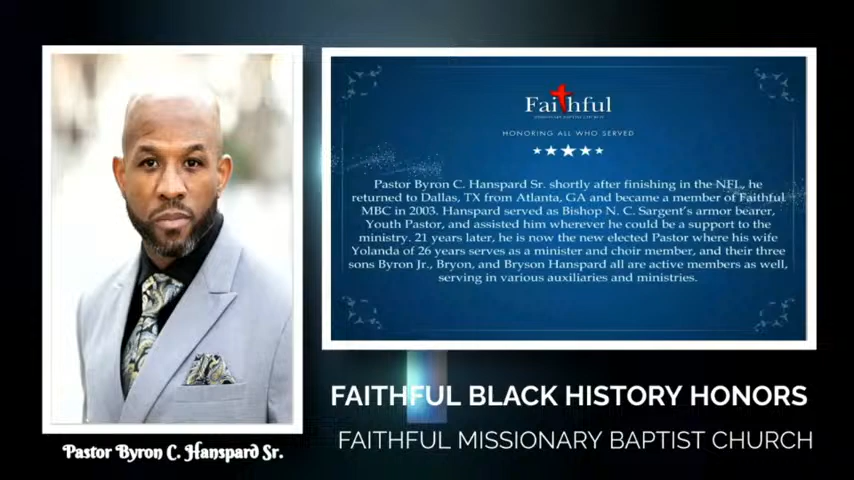 Faithful
MISSIONARY BAPTIST CHURCH
HONORING ALL WHO SERVED
Pastor Byron C. Hanspard Sr. shortly after finishing in the NFL, he
returned to Dallas, TX from Atlanta, GA and became a member of Faithful
MBC in 2003. Hanspard served as Bishop N. C. Sargent's armor bearer,
Youth Pastor, and assisted him wherever he could be a support to the
ministry. 21 years later, he is now the new elected Pastor where his wife
Yolanda of 26 years serves as a minister and choir member, and their three
sons Byron Jr., Bryon, and Bryson Hanspard all are active members as well,
serving in various auxiliaries and ministries.
FAITHFUL BLACK HISTORY HONORS
FAITHFUL MISSIONARY BAPTIST CHURCH
Pastor Byron C. Hanspard Sr.